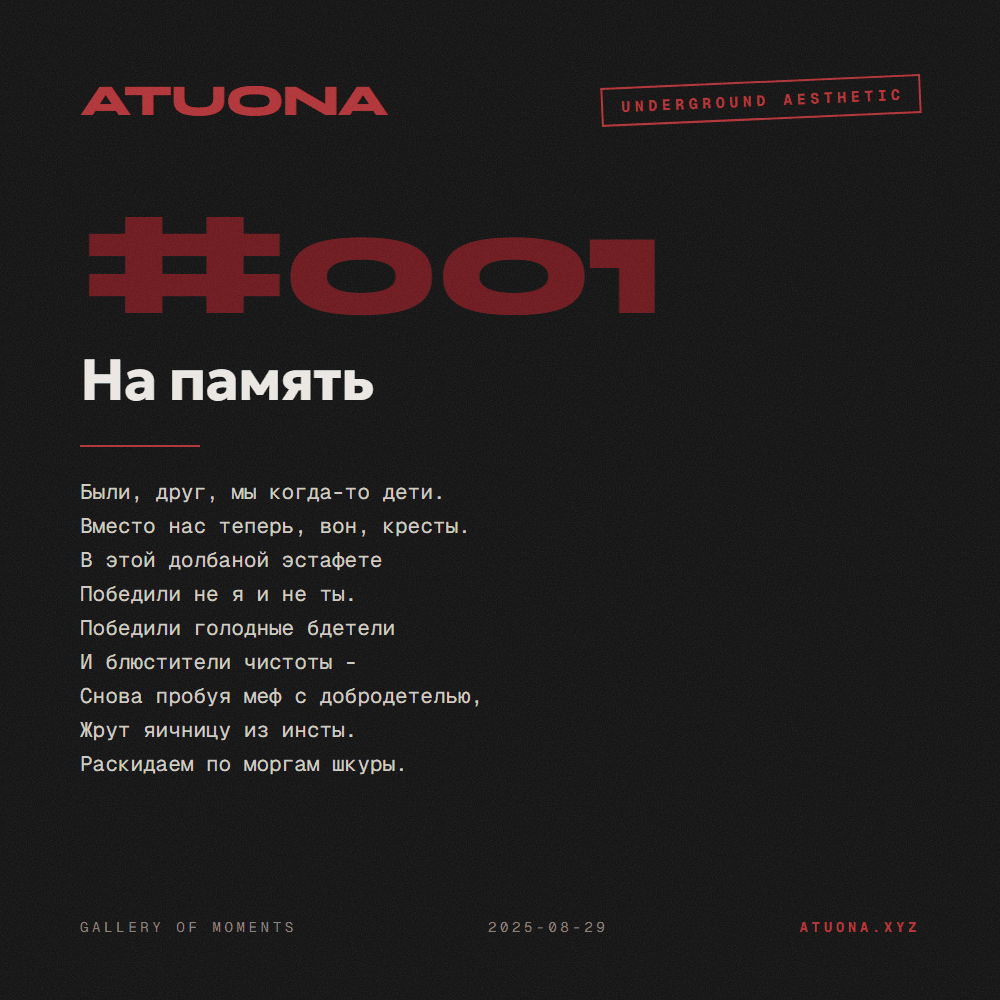 ATUONA
UNDERGROUND AESTHETIC
#001
На память
Были, друг, мы когда-то дети.
Вместо нас теперь, вон, кресты.
В этой долбаной эстафете
Победили не я и не ты.
Победили голодные бдетели
И блюстители чистоты -
Снова пробуя меф с добродетелью,
Жрут яичницу из инсты.
Раскидаем по моргам шкуры.
GALLERY OF MOMENTS
2025-08-29
ATUONA.XYZ